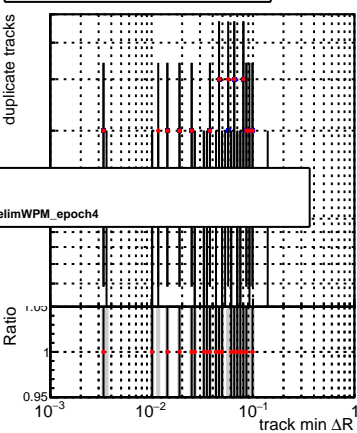 duplicate tracks
elimWPM_epoch4
Ratio
1.05
1
0.95
10⁻³ 10⁻² 10⁻¹ 1
track min ΔR